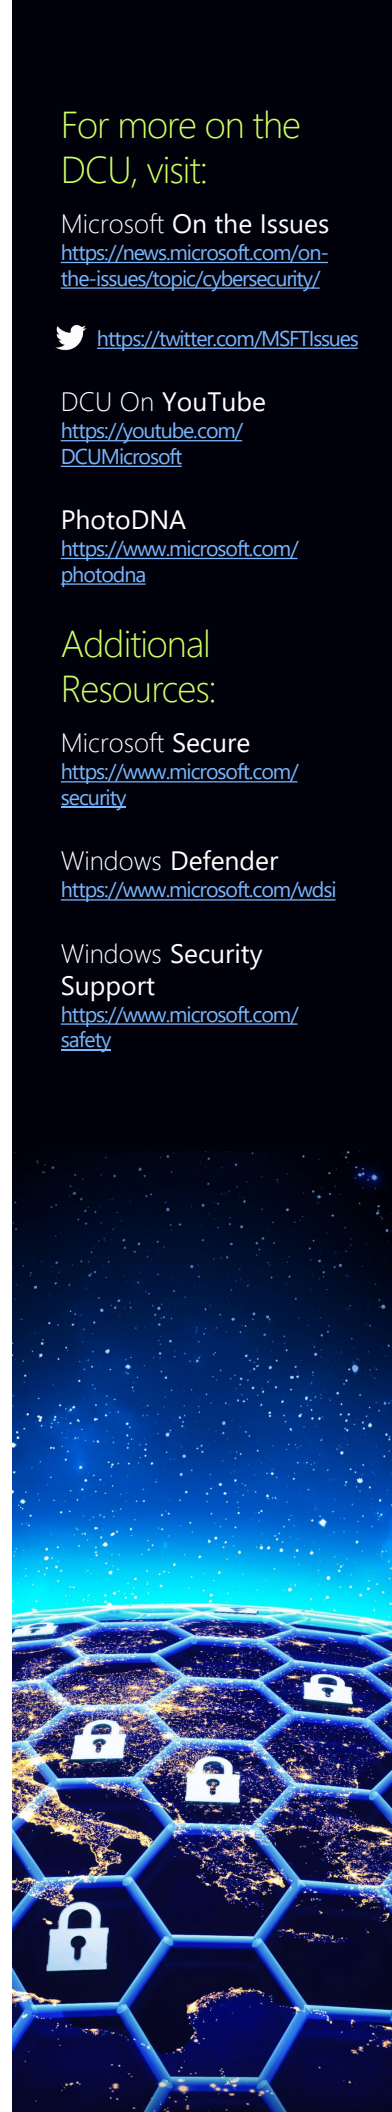 For more on the
DCU, visit:
Microsoft On the Issues
https://news.microsoft.com/on-
the-issues/topic/cybersecurity/
https://twitter.com/MSFTIssues
DCU On YouTube
https://youtube.com/
DCUMicrosoft
PhotoDNA
https://www.microsoft.com/
photodna
Additional
Resources:
Microsoft Secure
https://www.microsoft.com/
security
Windows Defender
https://www.microsoft.com/wdsi
Windows Security
Support
https://www.microsoft.com/
safety